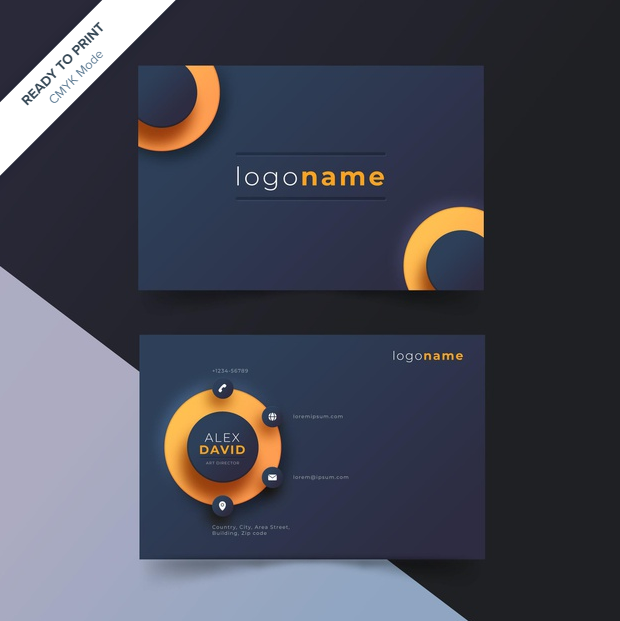 READY TO PRINT
CMYK Mode
logoname
logoname
+1234-56789
loremipsum.com
ALEX
DAVID
ART DIRECTOR
lorem@ipsum.com
Country, City, Area Street,
Building, Zip code